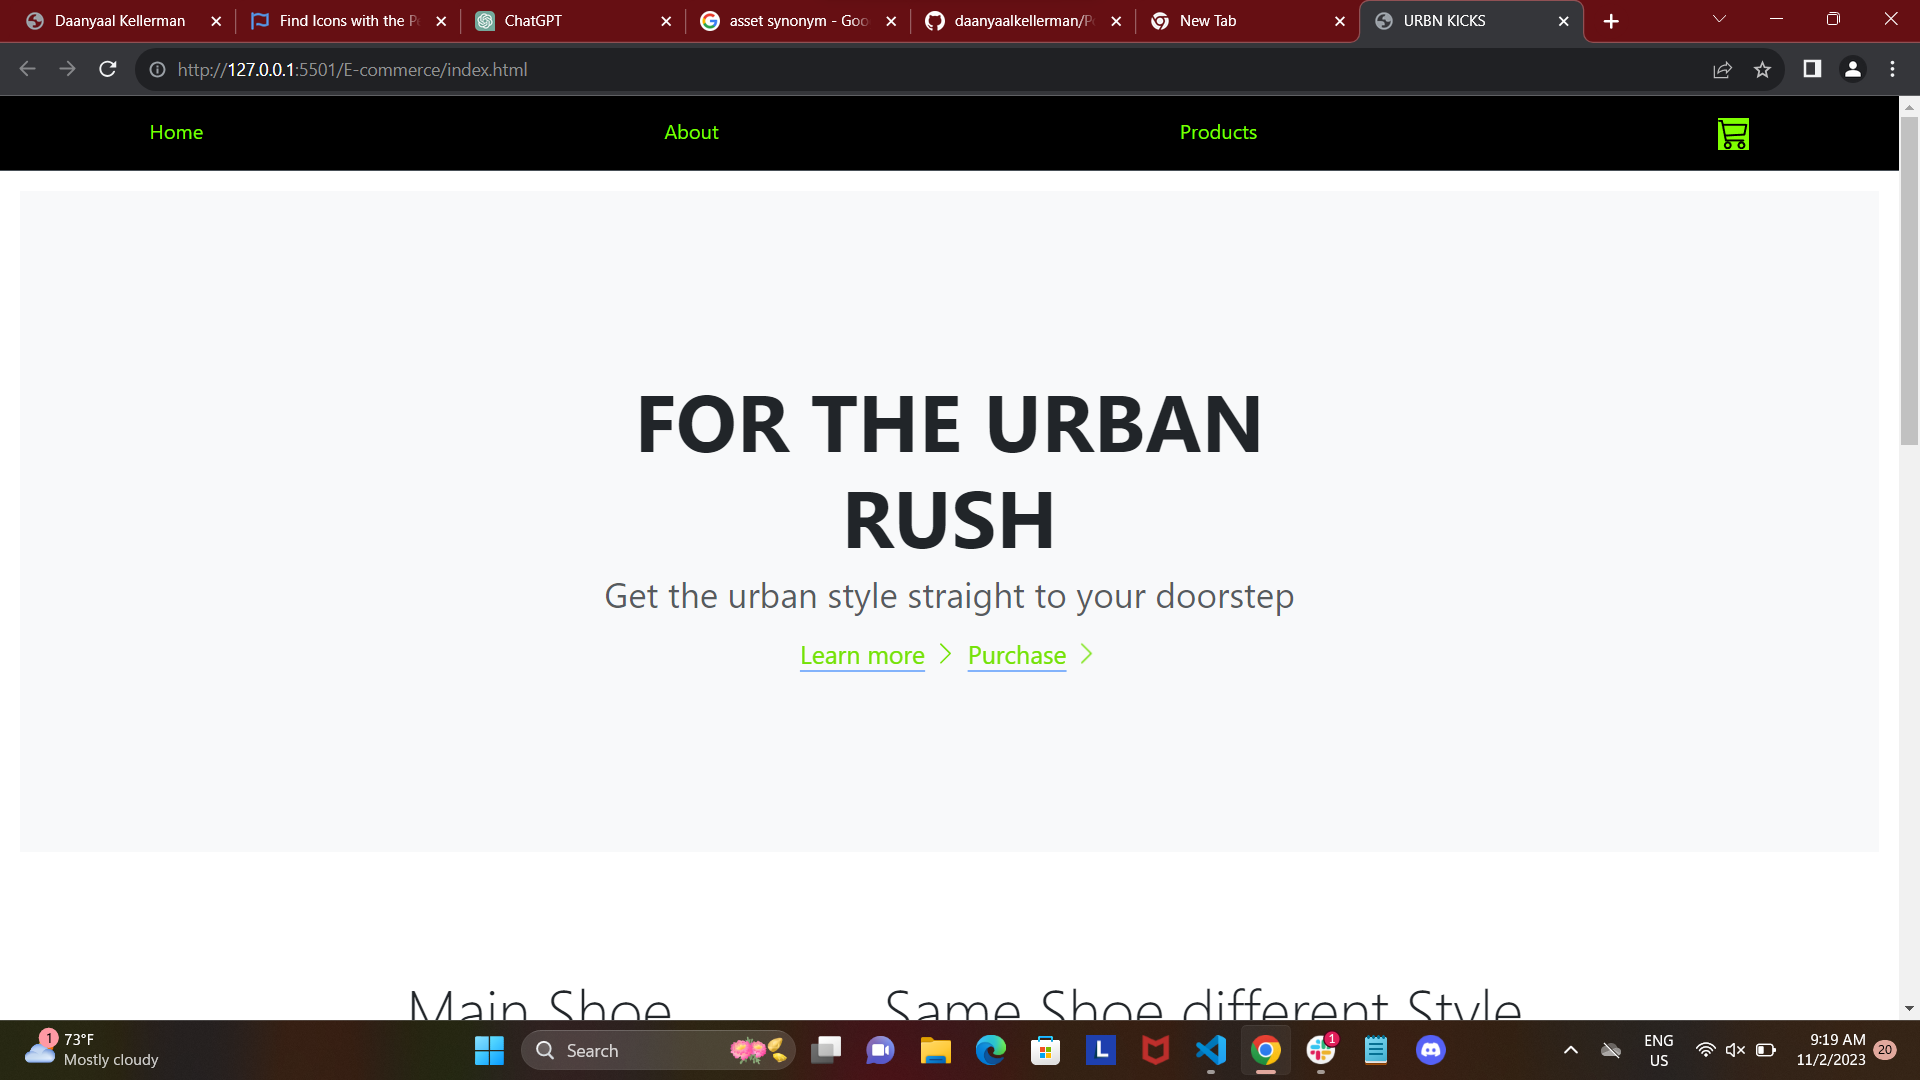 Daanyaal Kellerman
Find Icons with the P
ChatGPT
asset synonym - Goo
daanyaalkellerman/Po
New Tab
URBN KICKS
http://127.0.0.1:5501/E-commerce/index.html
Home
About
Products
FOR THE URBAN
RUSH
Get the urban style straight to your doorstep
Learn more
Purchase
Main Shoe
Same Shoe different Style
1
73°F
Mostly cloudy
Search
L
1
ENG
US
9:19 AM
11/2/2023
20